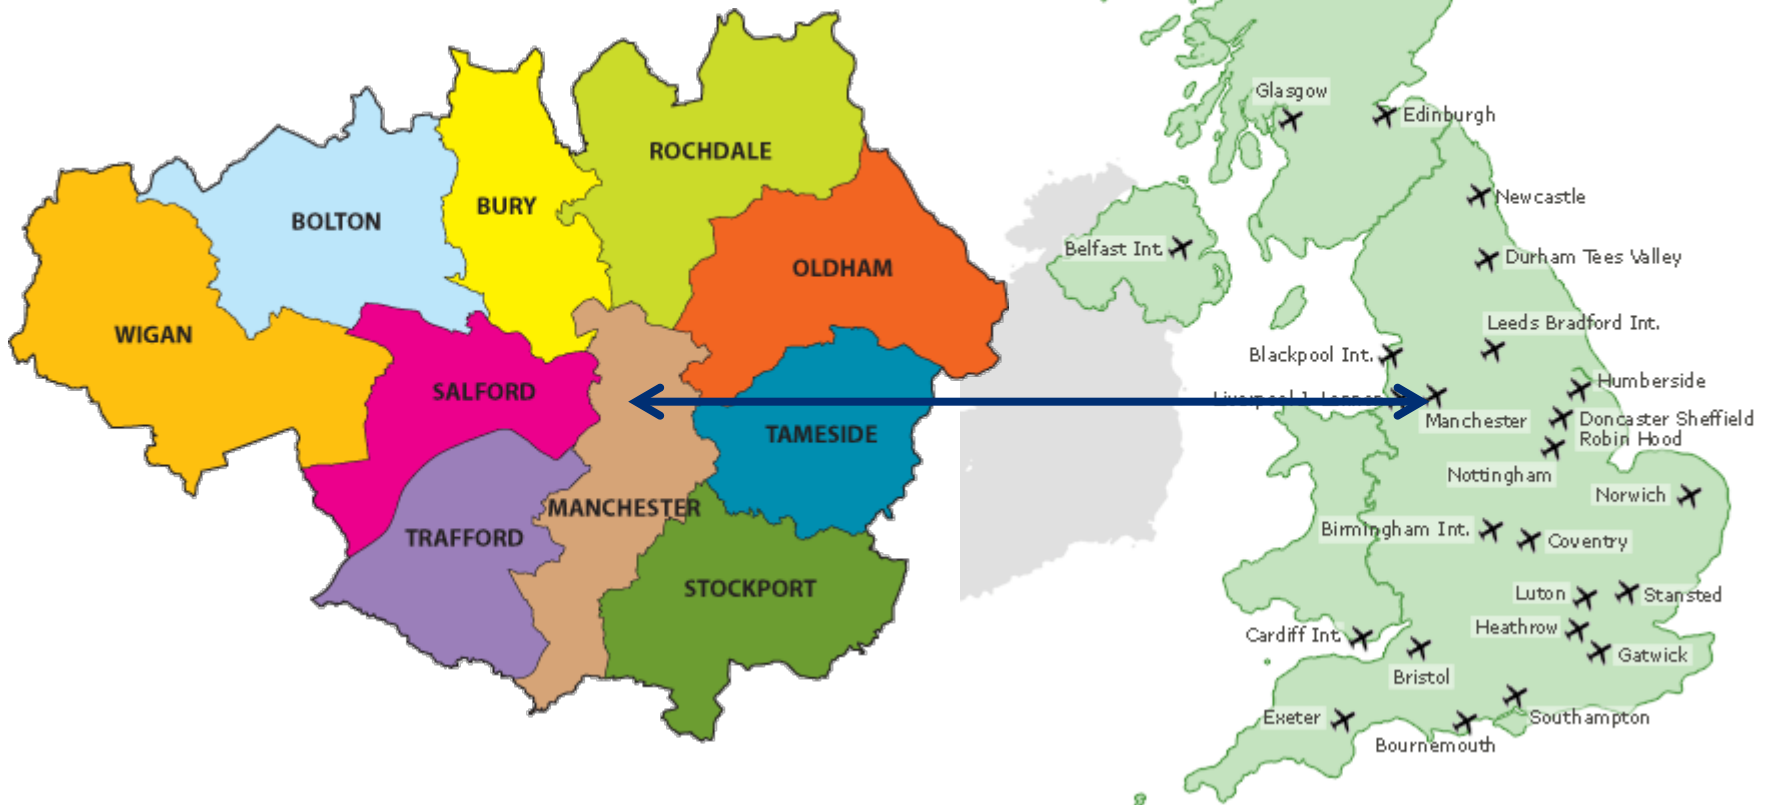 ROCHDALE
BURY
BOLTON
OLDHAM
WIGAN
SALFORD
TAMESIDE
MANCHESTER
TRAFFORD
STOCKPORT
Glasgow
Edinburgh
Newcastle
Belfast Int.
Durham Tees Valley
Leeds Bradford Int.
Blackpool Int.
Humberside
Liverpool J. Lennon
Manchester
Doncaster Sheffield
Robin Hood
Nottingham
Norwich
Birmingham Int.
Coventry
Luton
Stansted
Heathrow
Cardiff Int.
Gatwick
Bristol
Exeter
Southampton
Bournemouth